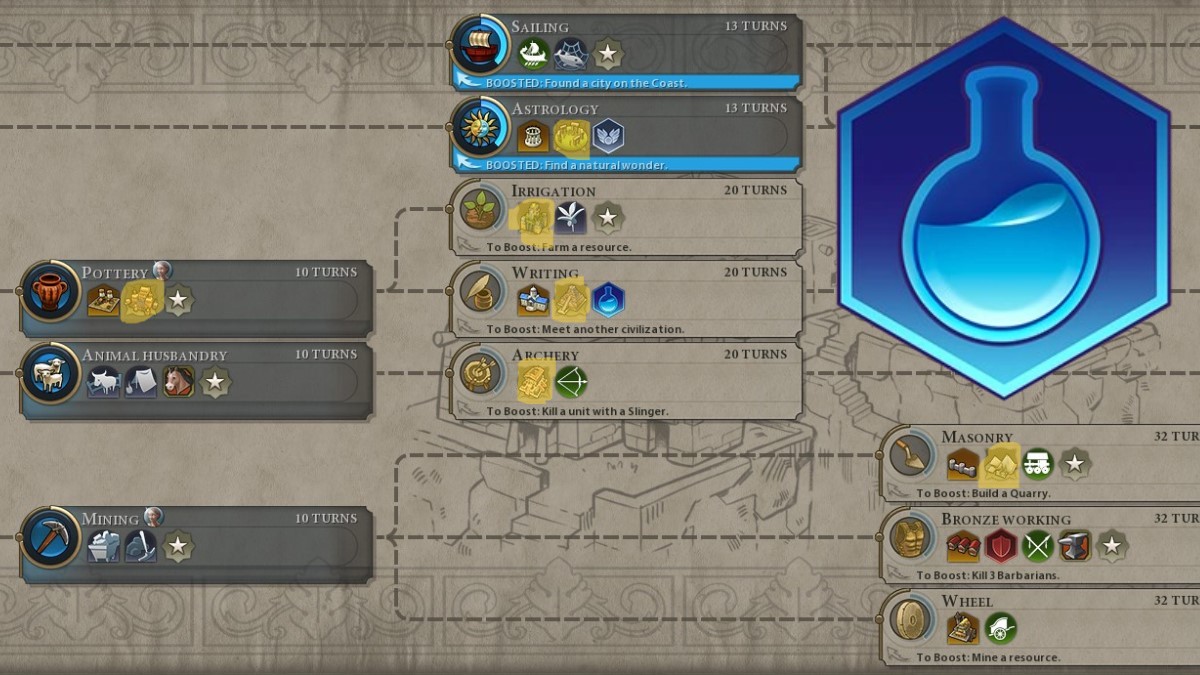 SAILING 13 TURNS
BOOSTED: Found a city on the Coast.
ASTROLOGY 13 TURNS
BOOSTED: Find a natural wonder.
IRRIGATION 20 TURNS
To Boost: Farm a resource.
POTTERY 10 TURNS
WRITING 20 TURNS
To Boost: Meet another civilization.
ANIMAL HUSBANDRY 10 TURNS
ARCHERY 20 TURNS
To Boost: Kill a unit with a Slinger.
MASONRY 32 TUR
To Boost: Build a Quarry.
MINING 10 TURNS
BRONZE WORKING 32 TUR
To Boost: Kill 3 Barbarians.
WHEEL 32 TUR
To Boost: Mine a resource.